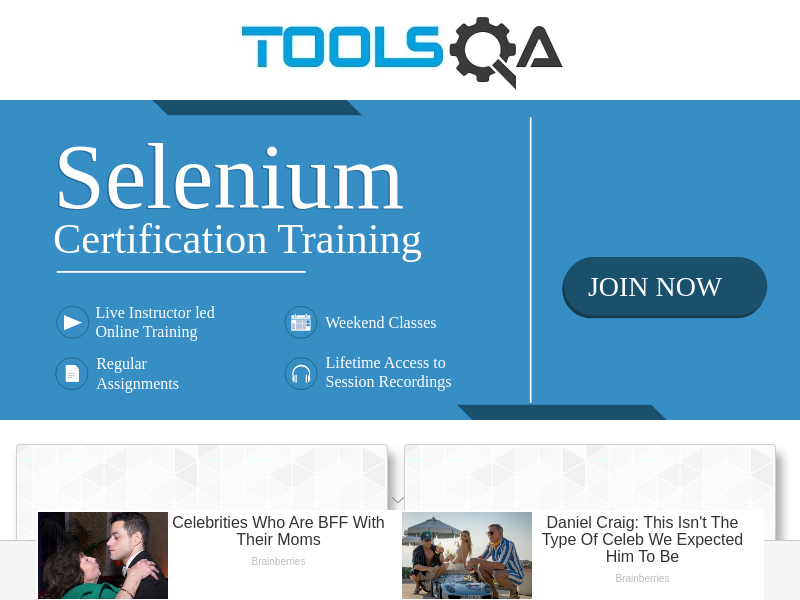 TOOLSQA
Selenium
Certification Training
JOIN NOW
Live Instructor led
Online Training
Weekend Classes
Regular
Assignments
Lifetime Access to
Session Recordings
Celebrities Who Are BFF With
Their Moms
Brainberries
Daniel Craig: This Isn't The
Type Of Celeb We Expected
Him To Be
Brainberries